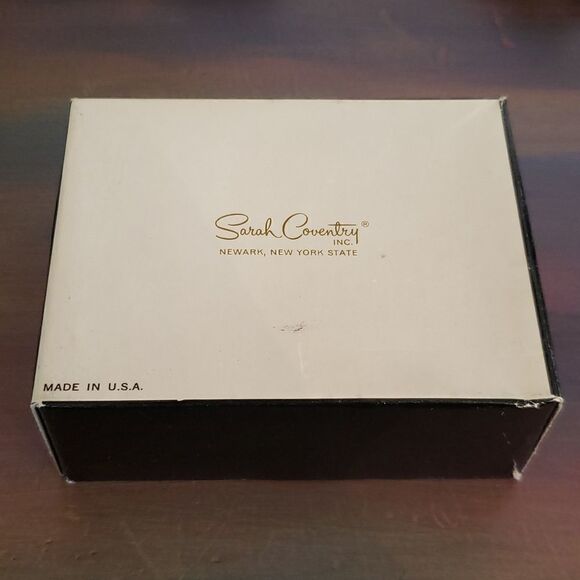 Sarah Coventry®
INC.
NEWARK, NEW YORK STATE
MADE IN U.S.A.